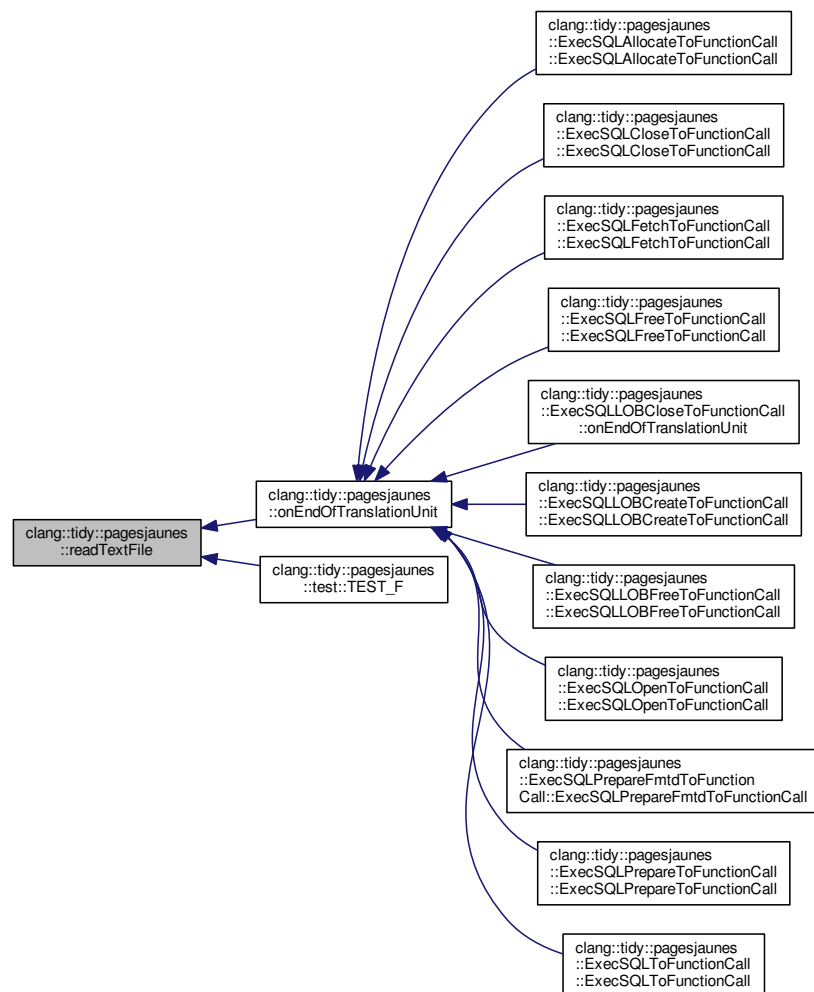 clang::tidy::pagesjaunes
::ExecSQLAllocateToFunctionCall
::ExecSQLAllocateToFunctionCall
clang::tidy::pagesjaunes
::ExecSQLCloseToFunctionCall
::ExecSQLCloseToFunctionCall
clang::tidy::pagesjaunes
::ExecSQLFetchToFunctionCall
::ExecSQLFetchToFunctionCall
clang::tidy::pagesjaunes
::ExecSQLFreeToFunctionCall
::ExecSQLFreeToFunctionCall
clang::tidy::pagesjaunes
::ExecSQLLOBCloseToFunctionCall
::onEndOfTranslationUnit
clang::tidy::pagesjaunes
::onEndOfTranslationUnit
clang::tidy::pagesjaunes
::ExecSQLLOBCreateToFunctionCall
::ExecSQLLOBCreateToFunctionCall
clang::tidy::pagesjaunes
::readTextFile
clang::tidy::pagesjaunes
::test::TEST_F
clang::tidy::pagesjaunes
::ExecSQLLOBFreeToFunctionCall
::ExecSQLLOBFreeToFunctionCall
clang::tidy::pagesjaunes
::ExecSQLOpenToFunctionCall
::ExecSQLOpenToFunctionCall
clang::tidy::pagesjaunes
::ExecSQLPrepareFmtdToFunction
Call::ExecSQLPrepareFmtdToFunctionCall
clang::tidy::pagesjaunes
::ExecSQLPrepareToFunctionCall
::ExecSQLPrepareToFunctionCall
clang::tidy::pagesjaunes
::ExecSQLToFunctionCall
::ExecSQLToFunctionCall